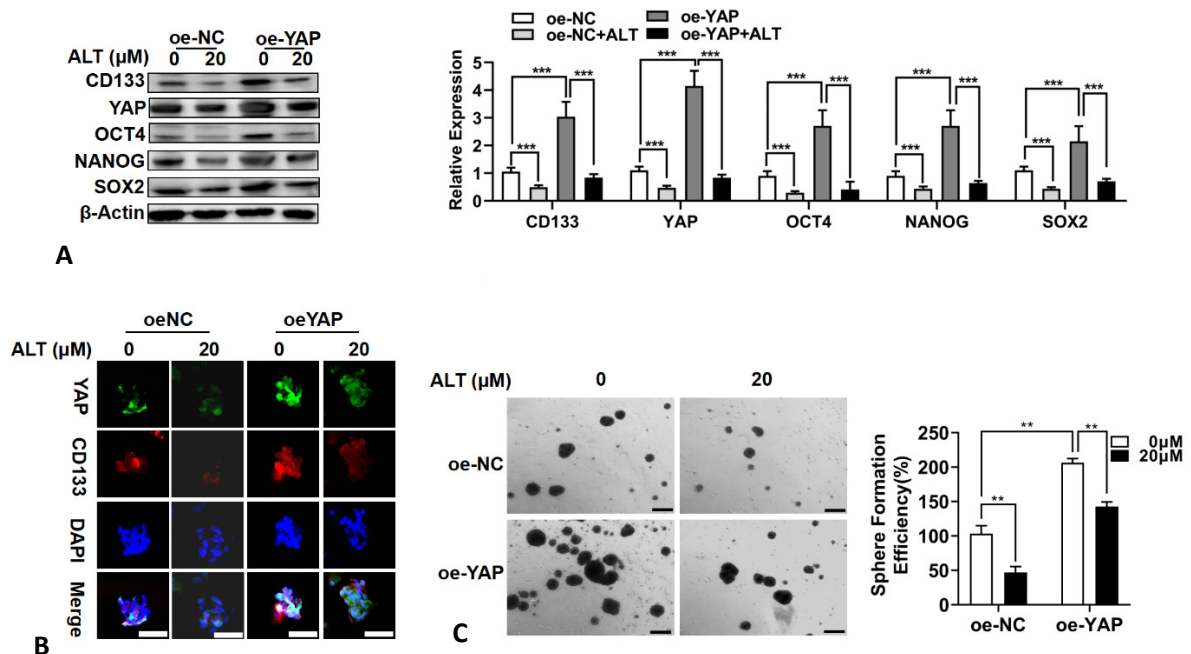 oe-NC oe-YAP
ALT (μM) 0 20 0 20
CD133
YAP
OCT4
NANOG
SOX2
β-Actin
A
oe-NC oe-YAP
oe-NC+ALT oe-YAP+ALT
Relative Expression
5
4
3
2
1
0
*** *** *** *** ***
*** *** *** *** ***
*** *** *** *** ***
CD133 YAP OCT4 NANOG SOX2
oeNC oeYAP
ALT (μM) 0 20 0 20
YAP
CD133
DAPI
Merge
B
ALT (μM) 0 20
oe-NC
oe-YAP
C
Sphere Formation
Efficiency(%)
250
200
150
100
50
0
** ** **
0μM
20μM
oe-NC oe-YAP